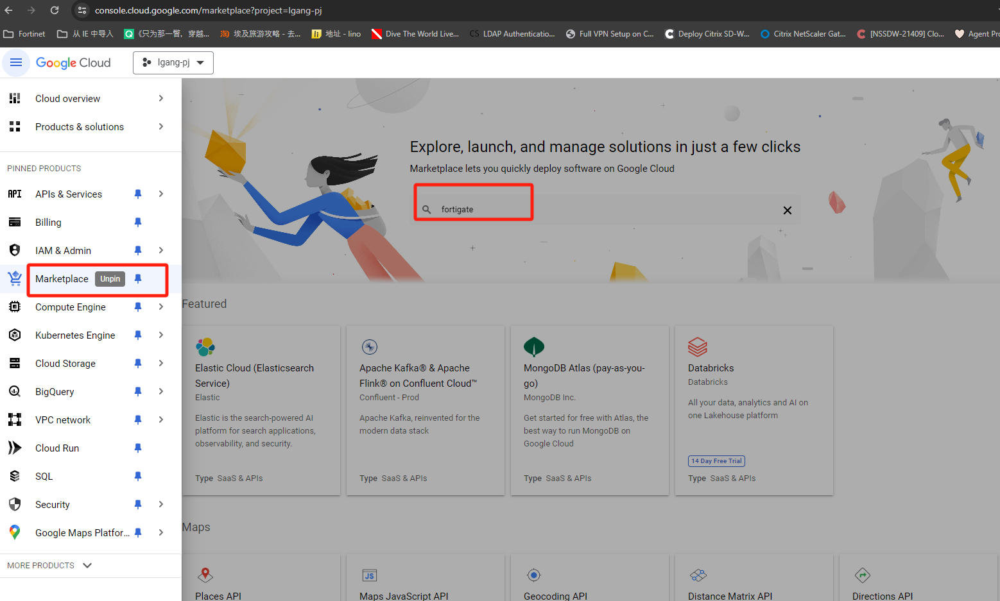 console.cloud.google.com/marketplace?project=lgang-pj
Fortinet
从 IE 中导入
《只为那一瞥，穿越...
埃及旅游攻略 - 去...
地址 - lino
Dive The World Live...
CS LDAP Authenticatio...
Full VPN Setup on C...
Deploy Citrix SD-W...
Citrix NetScaler Gat...
[NSSDW-21409] Clo...
Agent Pro
Google Cloud
lgang-pj
Cloud overview
Products & solutions
PINNED PRODUCTS
API APIs & Services
Billing
IAM & Admin
Marketplace Unpin
Compute Engine
Kubernetes Engine
Cloud Storage
BigQuery
VPC network
Cloud Run
SQL
Security
Google Maps Platfor...
MORE PRODUCTS
Explore, launch, and manage solutions in just a few clicks
Marketplace lets you quickly deploy software on Google Cloud
fortigate
Featured
Elastic Cloud (Elasticsearch
Service)
Elastic
Elastic is the search-powered AI
platform for search applications,
observability, and security.
Type SaaS & APIs
Apache Kafka® & Apache
Flink® on Confluent Cloud™
Confluent - Prod
Apache Kafka, reinvented for the
modern data stack
Type SaaS & APIs
MongoDB Atlas (pay-as-you-
go)
MongoDB Inc.
Get started for free with Atlas, the
best way to run MongoDB on
Google Cloud
Type SaaS & APIs
Databricks
Databricks
All your data, analytics and AI on
one Lakehouse platform
14 Day Free Trial
Type SaaS & APIs
Maps
Places API
JS
Maps JavaScript API
Geocoding API
Distance Matrix API
Directions API